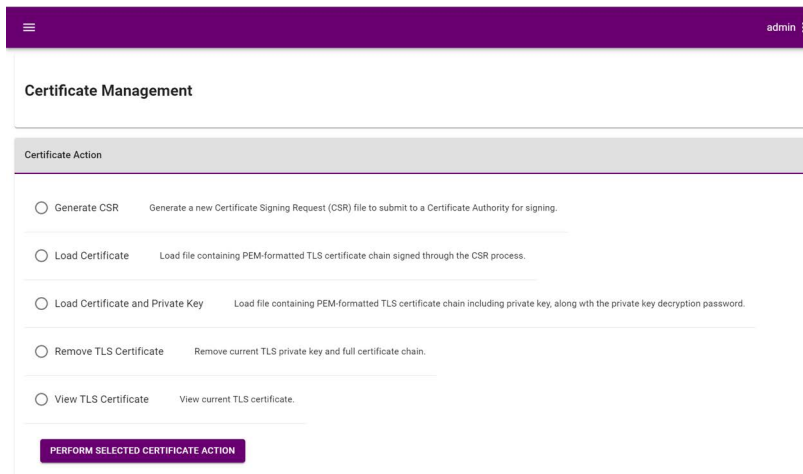 admin
Certificate Management
Certificate Action
Generate CSR Generate a new Certificate Signing Request (CSR) file to submit to a Certificate Authority for signing.
Load Certificate Load file containing PEM-formatted TLS certificate chain signed through the CSR process.
Load Certificate and Private Key Load file containing PEM-formatted TLS certificate chain including private key, along wth the private key decryption password.
Remove TLS Certificate Remove current TLS private key and full certificate chain.
View TLS Certificate View current TLS certificate.
PERFORM SELECTED CERTIFICATE ACTION